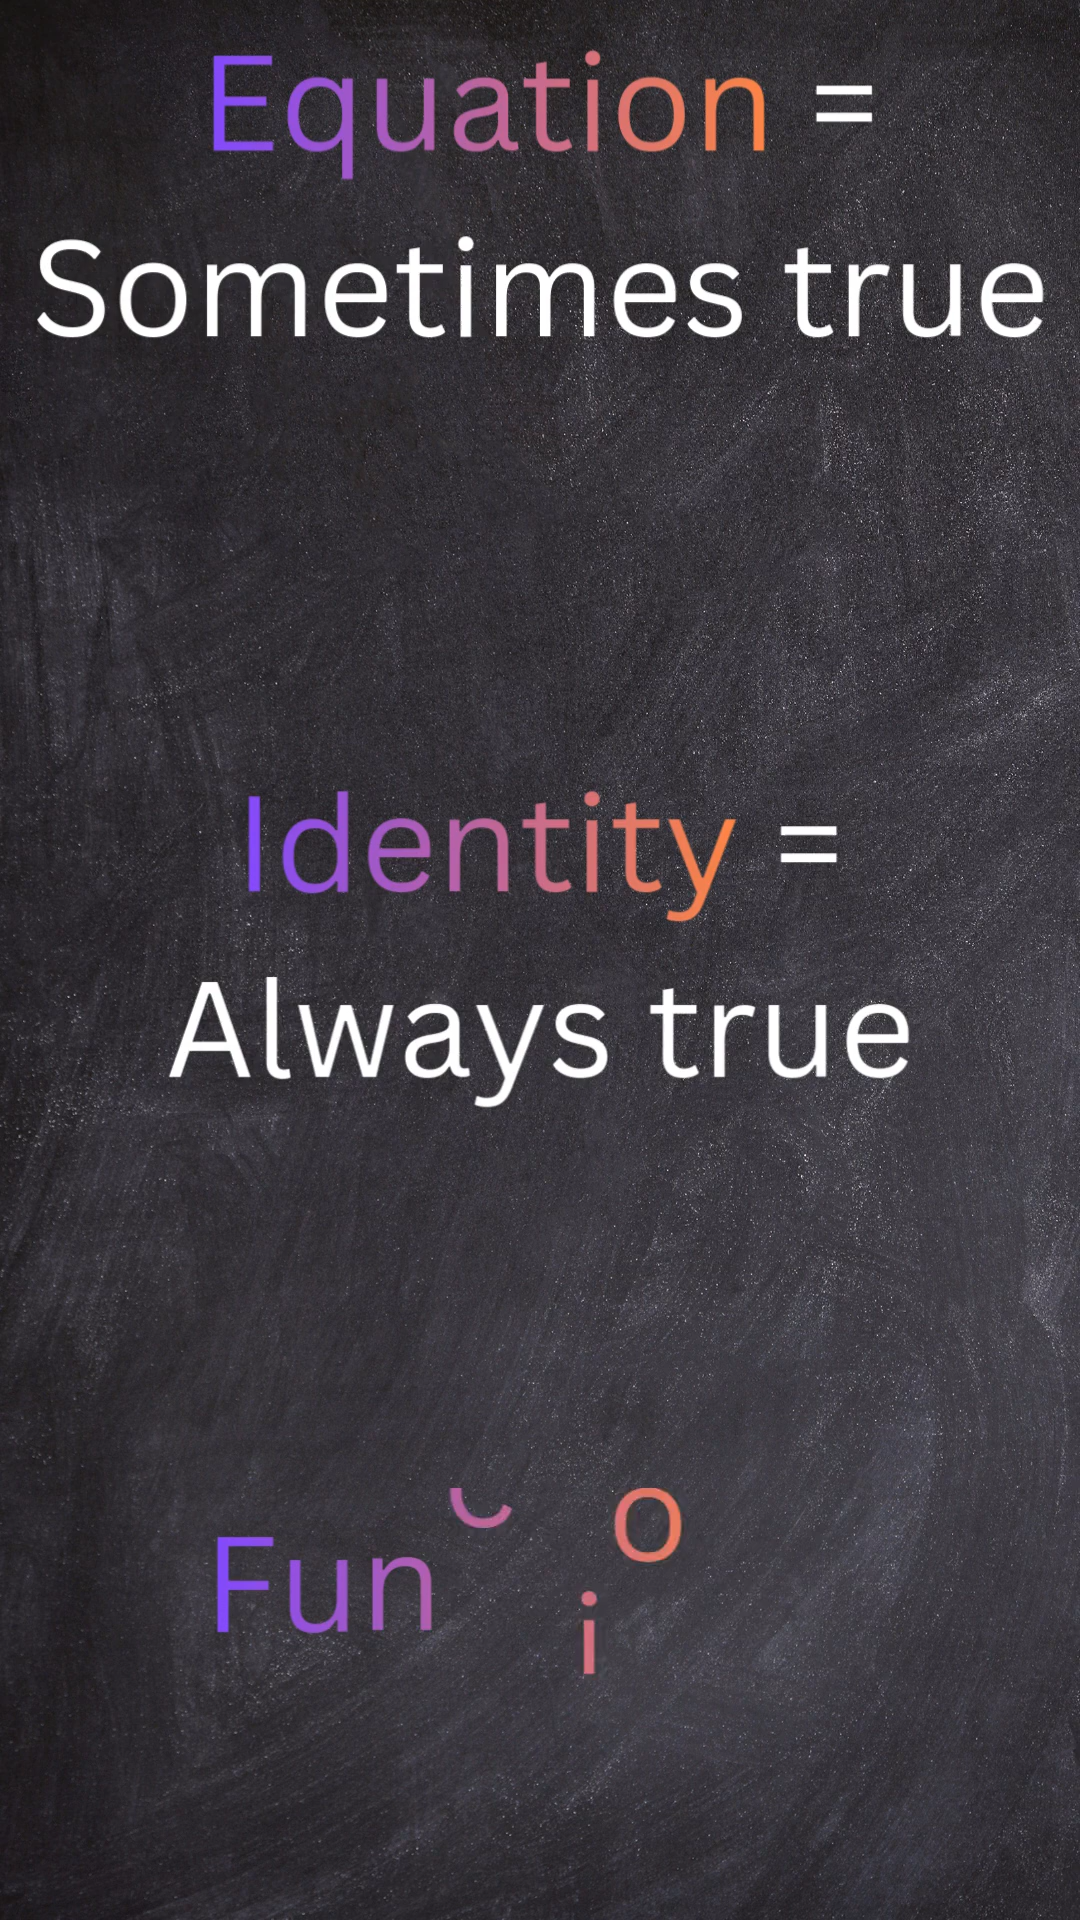 Equation =
Sometimes true
Identity =
Always true
Fun